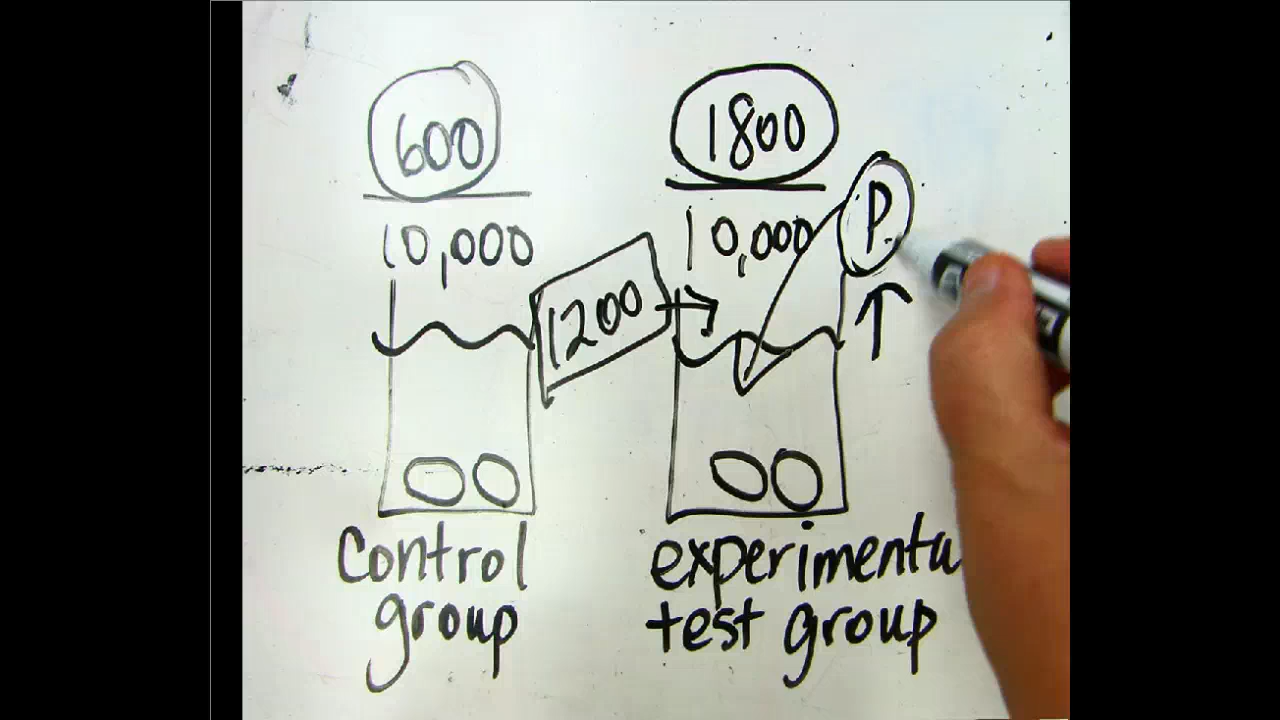 600
10,000
1200
1800
10,000
P
control
group
experimenta
test group